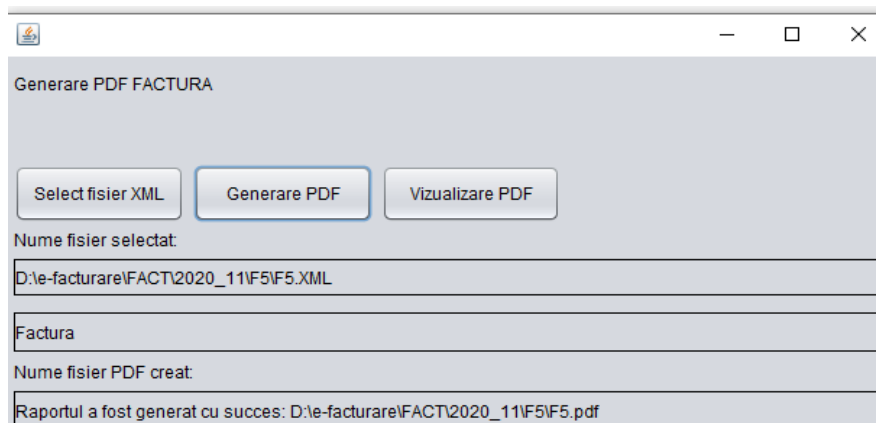 Generare PDF FACTURA
Select fisier XML Generare PDF Vizualizare PDF
Nume fisier selectat:
D:\e-facturare\FACT\2020_11\F5\F5.XML
Factura
Nume fisier PDF creat:
Raportul a fost generat cu succes: D:\e-facturare\FACT\2020_11\F5\F5.pdf